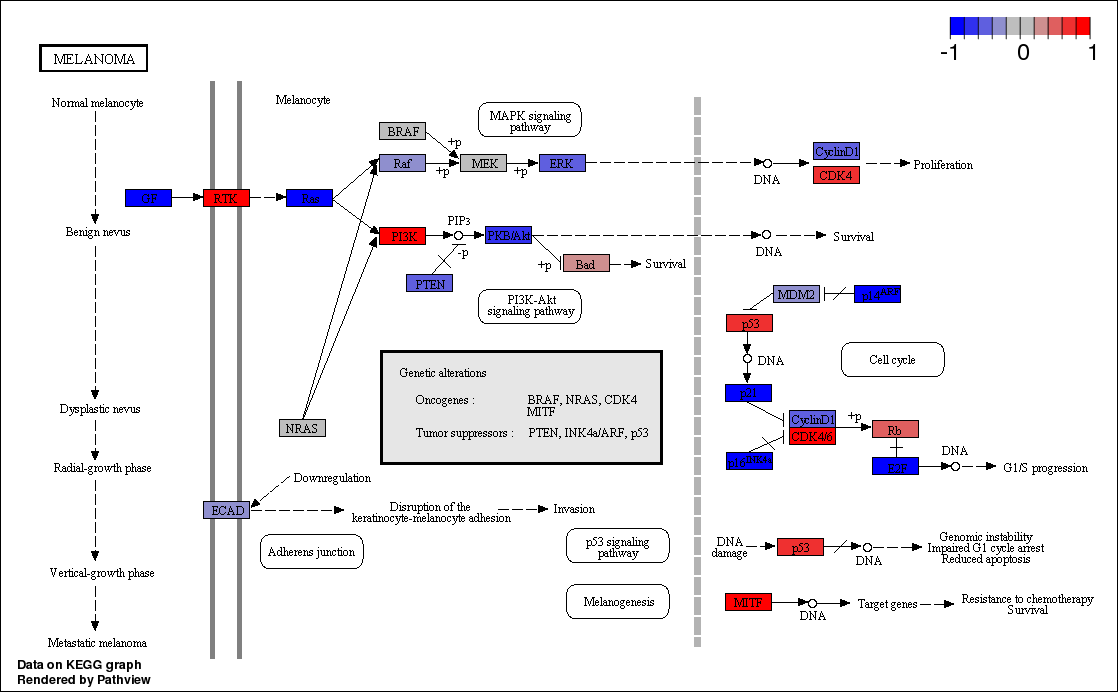 -1 0 1
MELANOMA
Normal melanocyte
Melanocyte
BRAF
+p
MAPK signaling
pathway
Raf
+p
MEK
+p
ERK
DNA
CyclinD1
CDK4
Proliferation
GF
RTK
Ras
Benign nevus
PI3K
PIP3
-p
PKB/Akt
DNA
Survival
PTEN
+p
Bad
Survival
PI3K-Akt
signaling pathway
MDM2
p14ARF
p53
DNA
Cell cycle
Genetic alterations
Oncogenes : BRAF, NRAS, CDK4
MITF
Tumor suppressors : PTEN, INK4a/ARF, p53
Dysplastic nevus
NRAS
p21
CyclinD1
CDK4/6
+p
Rb
p16INK4a
E2F
DNA
G1/S progression
Radial-growth phase
Downregulation
ECAD
Disruption of the
keratinocyte-melanocyte adhesion
Invasion
Adherens junction
p53 signaling
pathway
DNA
damage
p53
DNA
Genomic instability
Impaired G1 cycle arrest
Reduced apoptosis
Vertical-growth phase
Melanogenesis
MITF
DNA
Target genes
Resistance to chemotherapy
Survival
Metastatic melanoma
Data on KEGG graph
Rendered by Pathview